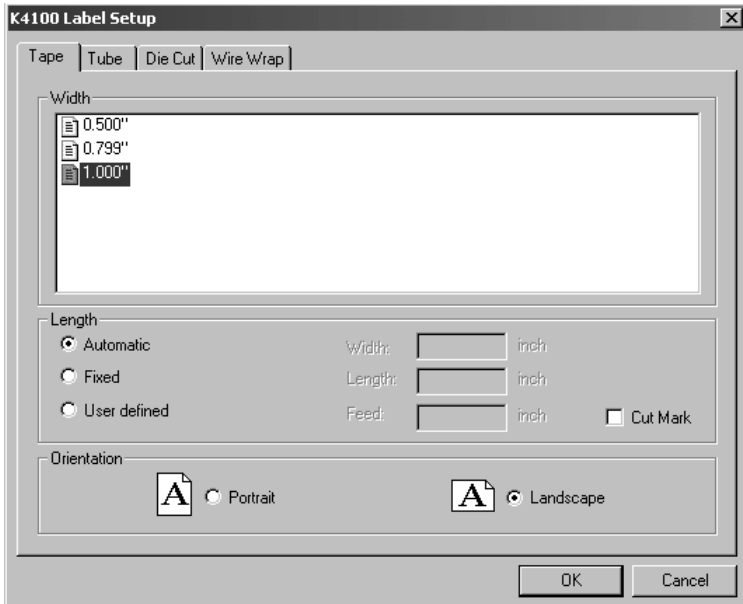 K4100 Label Setup
Tape Tube Die Cut Wire Wrap
Width
0.500"
0.799"
1.000"
Length
Automatic Width: inch
Fixed Length: inch
User defined Feed: inch Cut Mark
Orientation
A Portrait A Landscape
OK Cancel